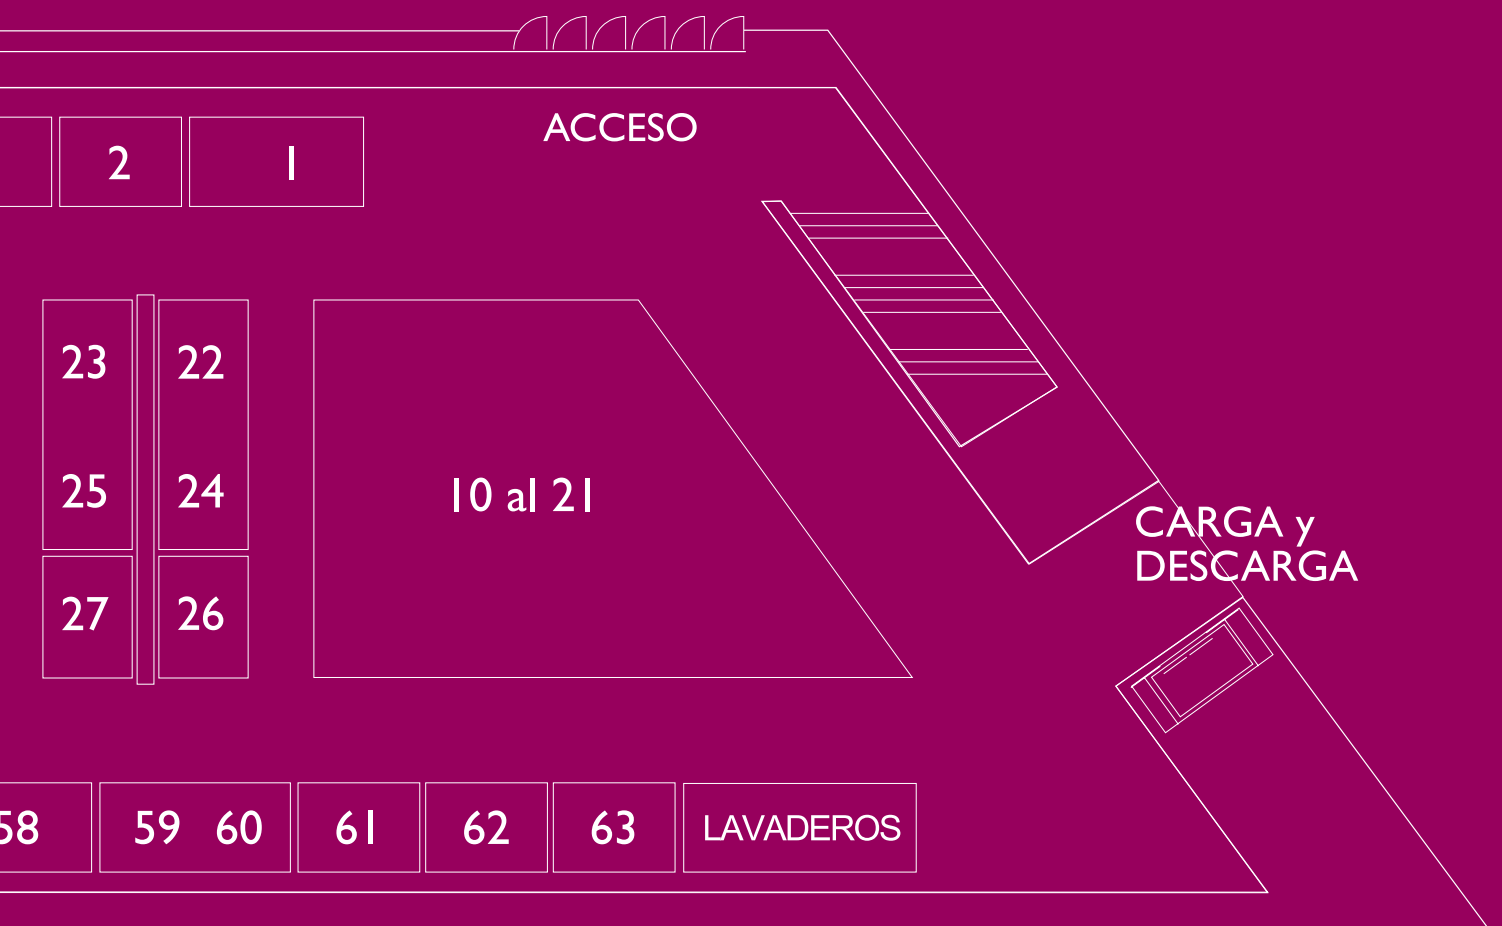 ACCESO
2 1
23 22
25 24
10 al 21
CARGA y
DESCARGA
27 26
58 59 60 61 62 63 LAVADEROS